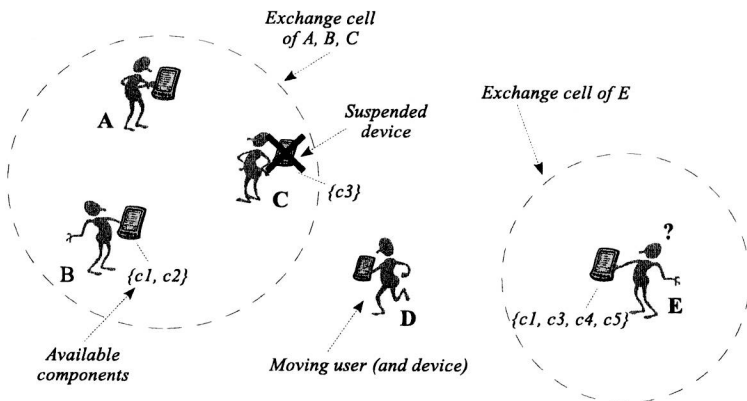 Exchange cell
of A, B, C
A
Suspended
device
Exchange cell of E
C
{c3}
B
{c1, c2}
?
D
{c1, c3, c4, c5}
E
Available
components
Moving user (and device)